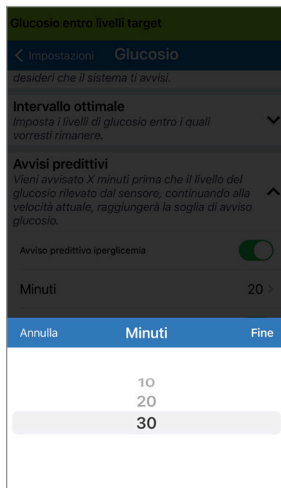 Glucosio entro livelli target
Impostazioni Glucosio
desideri che il sistema ti avvisi.
Intervallo ottimale
Imposta i livelli di glucosio entro i quali
vorresti rimanere.
Avvisi predittivi
Vieni avvisato X minuti prima che il livello del
glucosio rilevato dal sensore, continuando alla
velocità attuale, raggiungerà la soglia di avviso
glucosio.
Avviso predittivo iperglicemia
Minuti 20
Annulla Minuti Fine
10
20
30